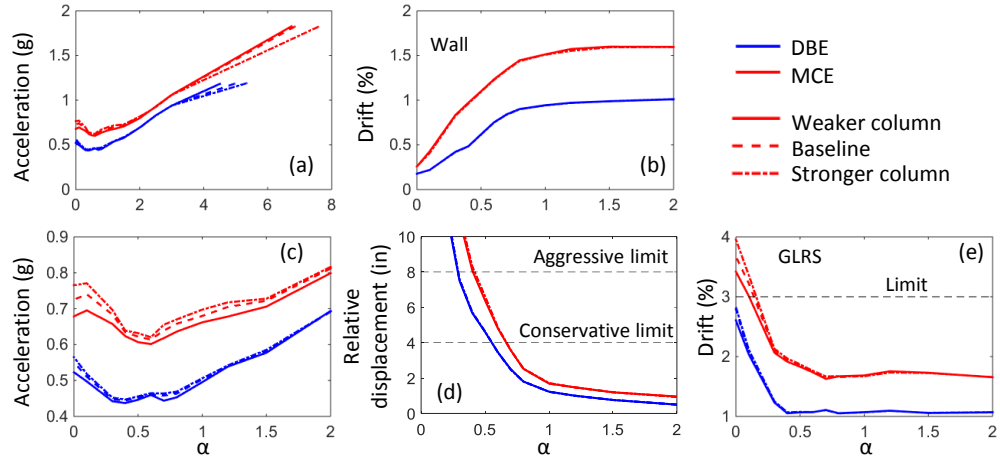 Acceleration (g)
2
1.5
1
0.5
0
0 2 4 6 8
(a)
Drift (%)
2
1.5
1
0.5
0
0 0.5 1 1.5 2
Wall
(b)
DBE
MCE
Weaker column
Baseline
Stronger column
Acceleration (g)
0.9
0.8
0.7
0.6
0.5
0.4
0 0.5 1 1.5 2
α
(c)
Relative
displacement (in)
10
8
6
4
2
0
0 0.5 1 1.5 2
α
Aggressive limit
Conservative limit
(d)
Drift (%)
4
3
2
1
0 0.5 1 1.5 2
α
GLRS
Limit
(e)